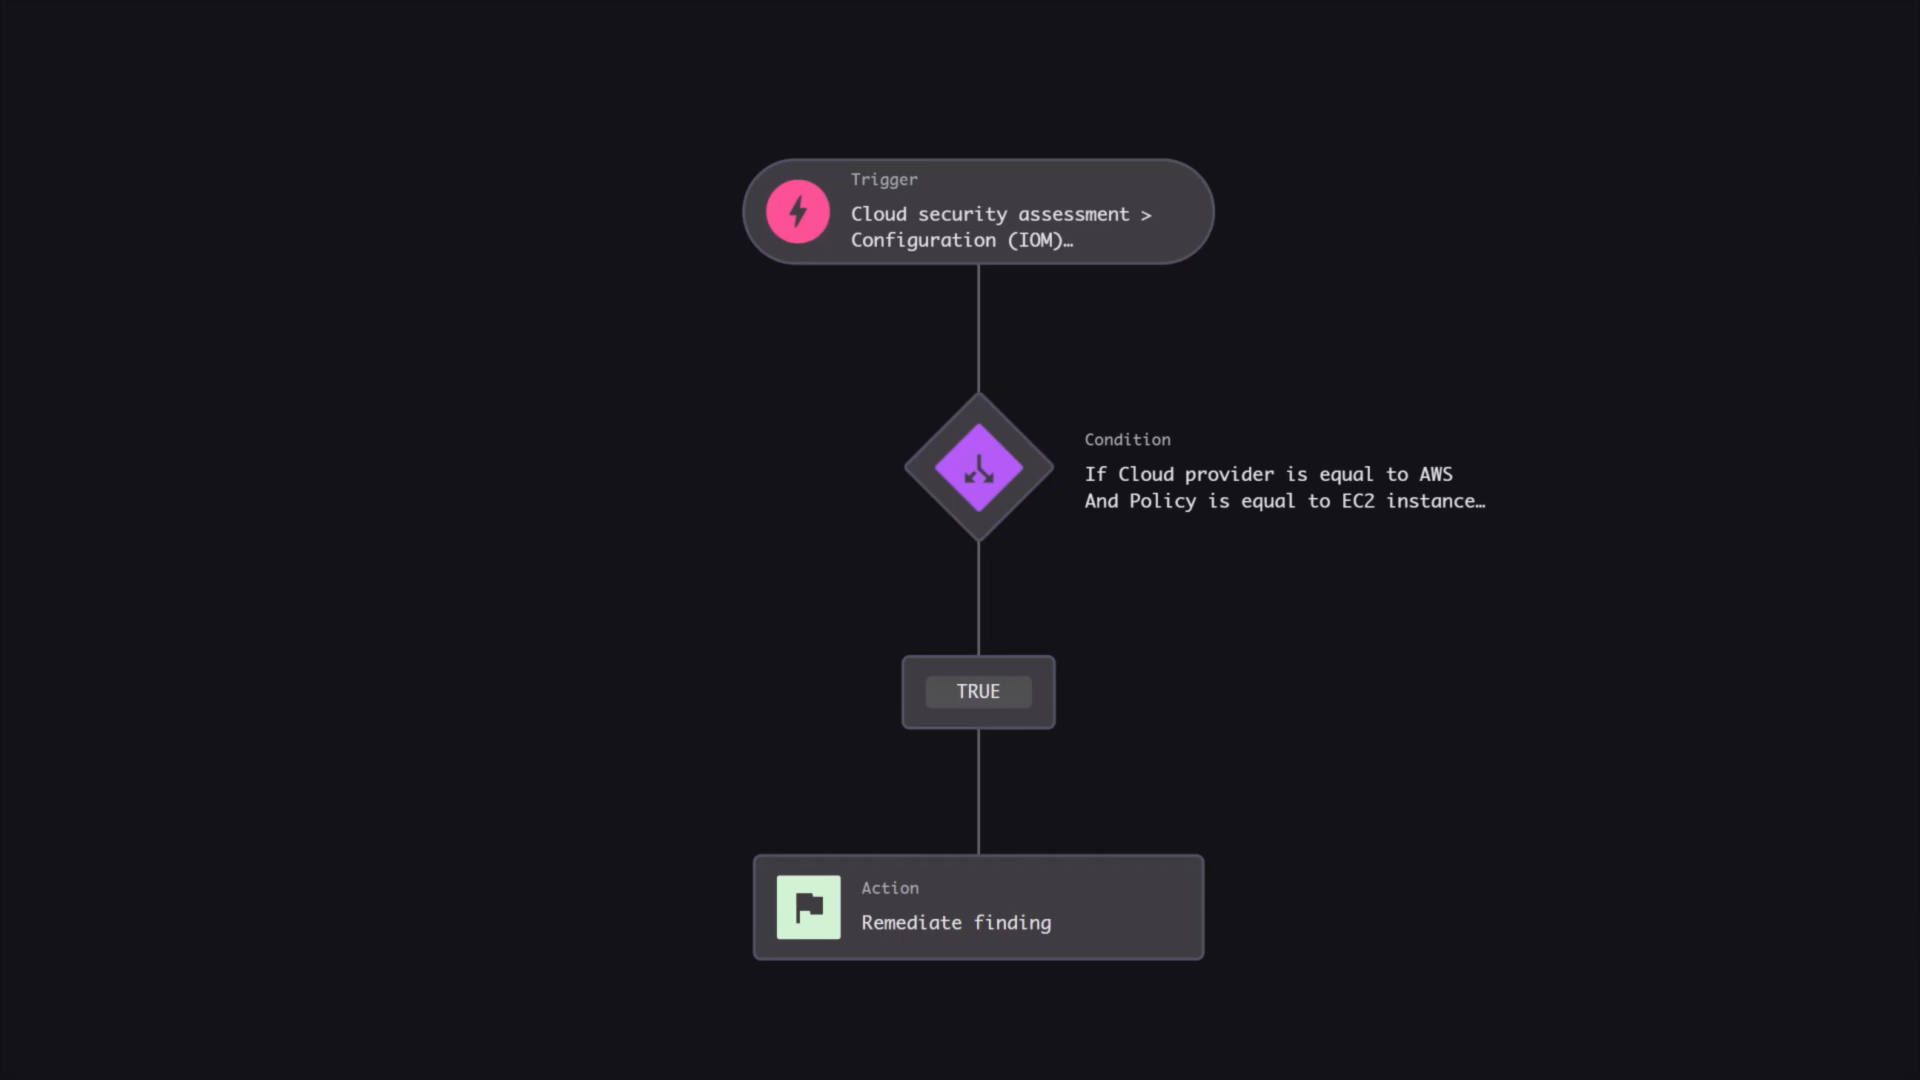 Trigger
Cloud security assessment >
Configuration (IOM)…
Condition
If Cloud provider is equal to AWS
And Policy is equal to EC2 instance…
TRUE
Action
Remediate finding